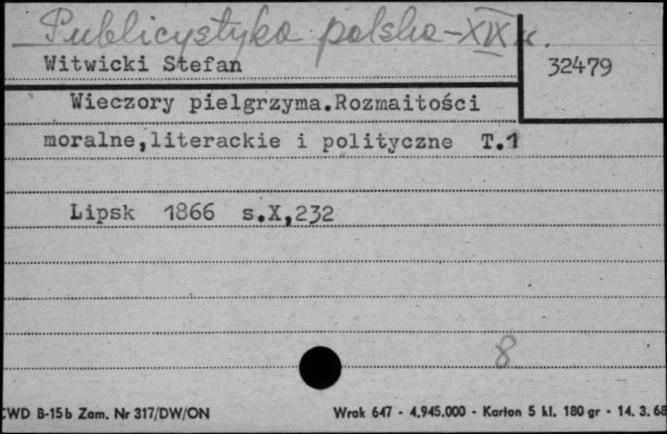 Publicystyka polska - XIX w.
Witwicki Stefan
32479
Wieczory pielgrzyma.Rozmaitości
moralne,literackie i polityczne T.1
Lipsk 1866 s.X,232
8
CWD B-15b Zam. Nr 317/DW/ON
Wrak 647 - 4.945.000 - Karton 5 kl. 180 gr - 14. 3. 68